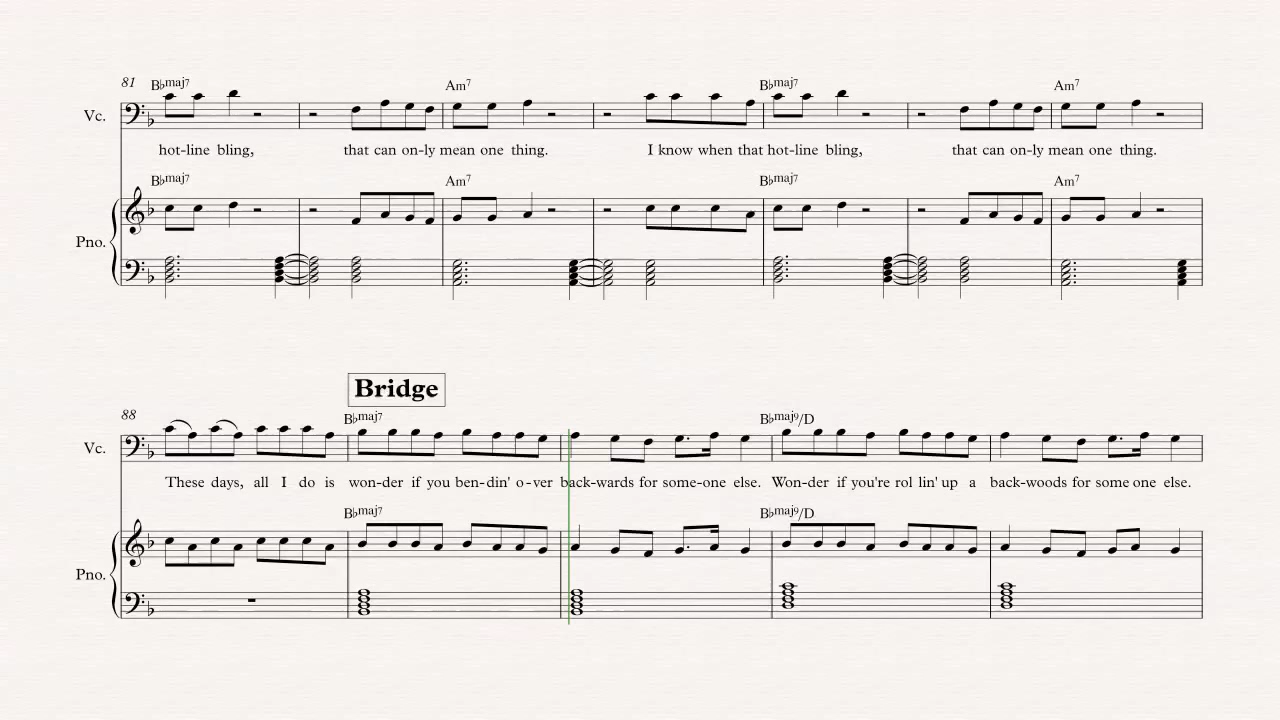 81 B♭maj7 Am7 B♭maj7 Am7
Vc.
hot-line bling, that can on-ly mean one thing. I know when that hot-line bling, that can on-ly mean one thing.
B♭maj7 Am7 B♭maj7 Am7
Pno.
Bridge
88 B♭maj7 B♭maj9/D
Vc.
These days, all I do is won-der if you ben-din' o-ver back-wards for some-one else. Won-der if you're rol lin' up a back-woods for some one else.
B♭maj7 B♭maj9/D
Pno.